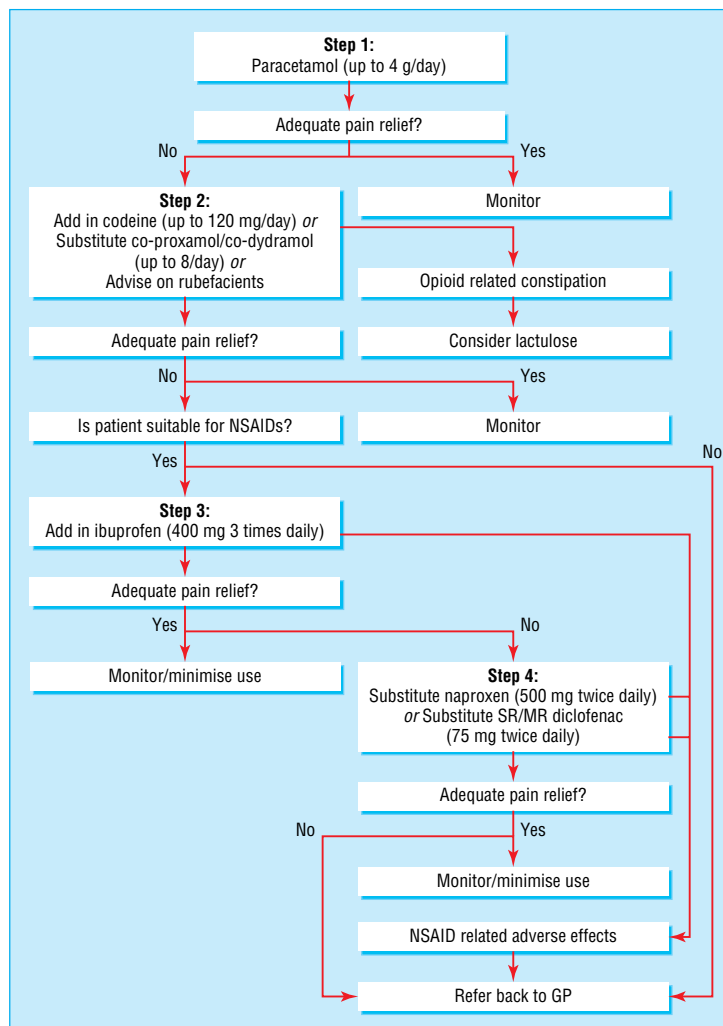 Step 1:
Paracetamol (up to 4 g/day)
Adequate pain relief?
No
Yes
Step 2:
Add in codeine (up to 120 mg/day) or
Substitute co-proxamol/co-dydramol
(up to 8/day) or
Advise on rubefacients
Monitor
Opioid related constipation
Adequate pain relief?
Consider lactulose
No
Yes
Is patient suitable for NSAIDs?
Monitor
Yes
No
Step 3:
Add in ibuprofen (400 mg 3 times daily)
Adequate pain relief?
Yes
No
Monitor/minimise use
Step 4:
Substitute naproxen (500 mg twice daily)
or Substitute SR/MR diclofenac
(75 mg twice daily)
Adequate pain relief?
No
Yes
Monitor/minimise use
NSAID related adverse effects
Refer back to GP